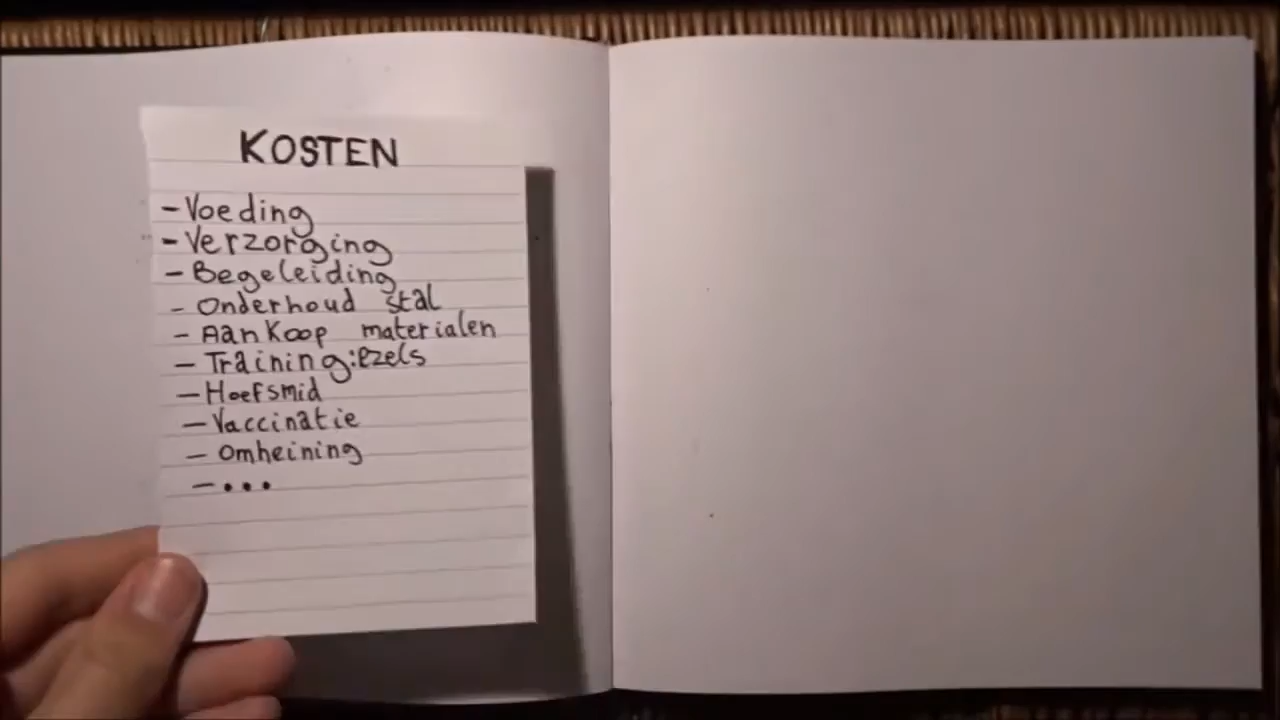 KOSTEN
- Voeding
- Verzorging
- Begeleiding
- Onderhoud stal
- Aankoop materialen
- Training: ezels
- Hoefsmid
- Vaccinatie
- Omheining
- ...